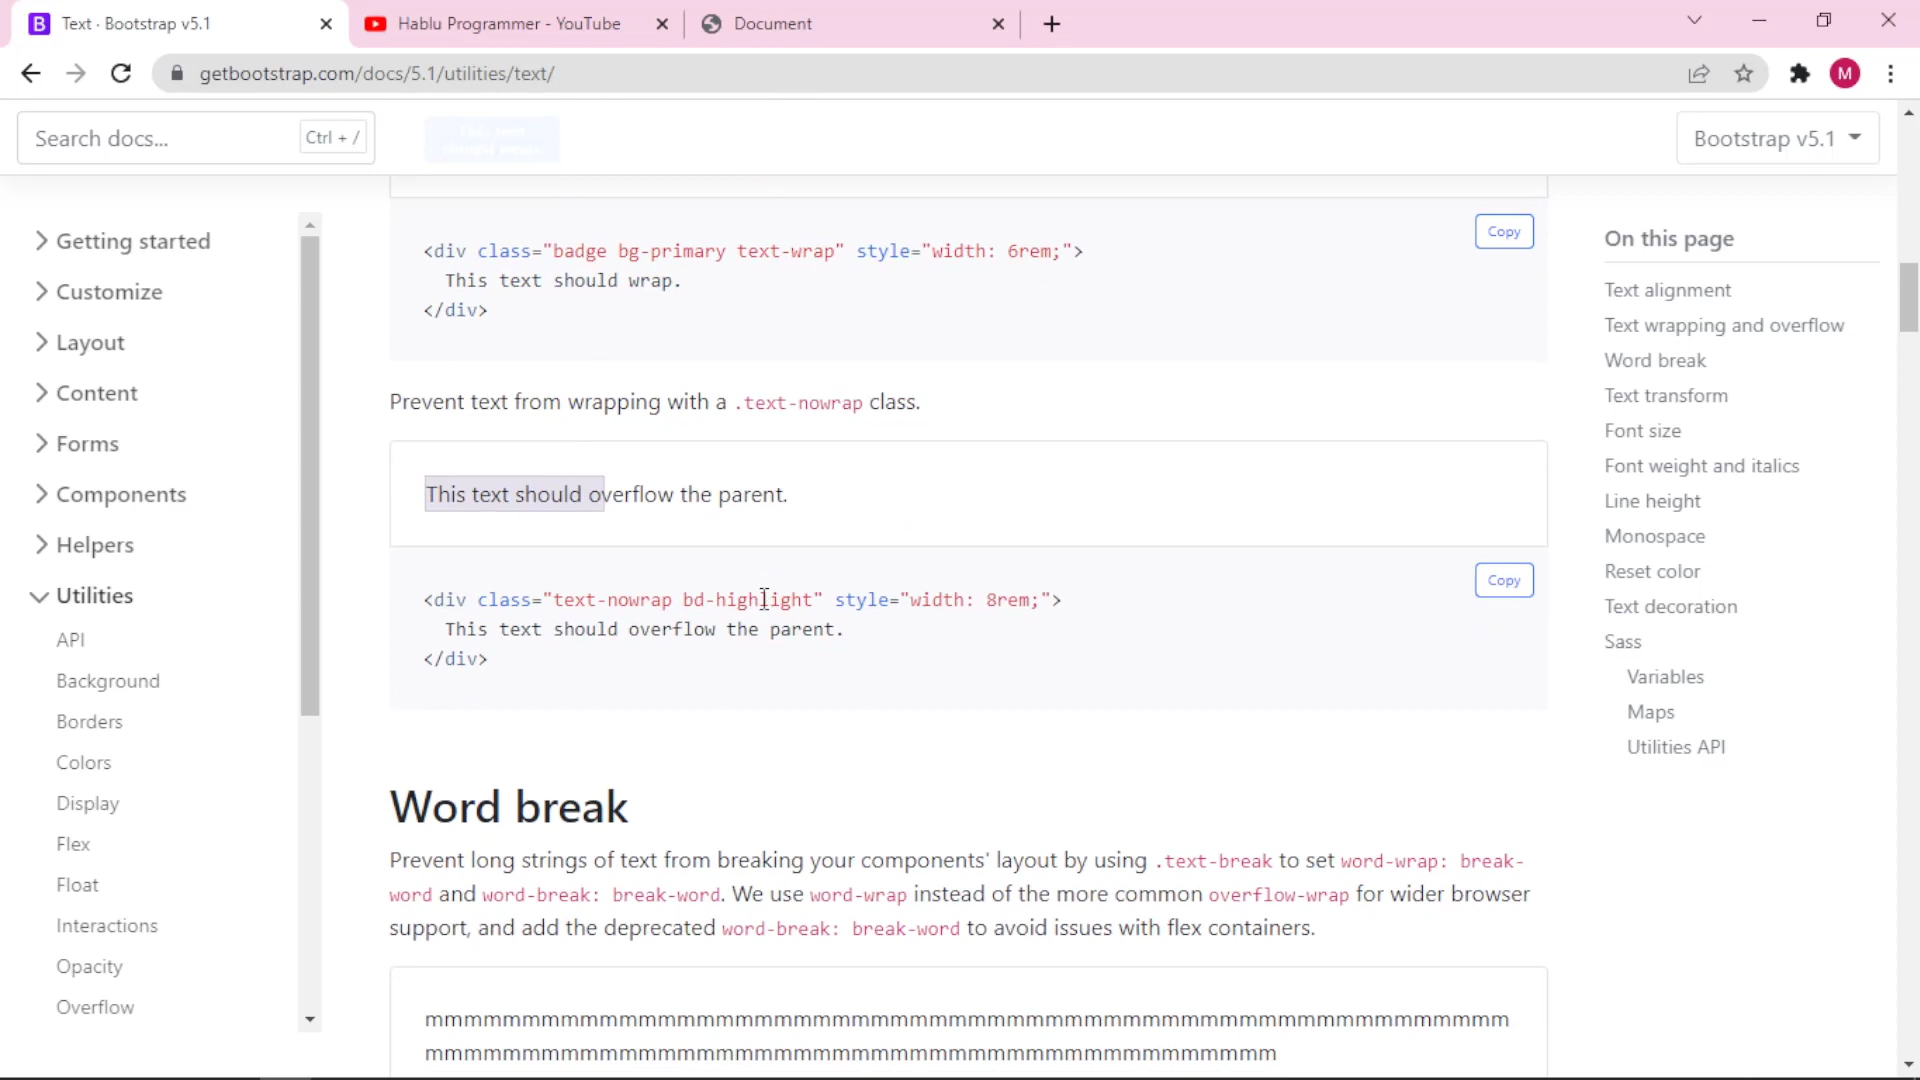 Text · Bootstrap v5.1
Hablu Programmer - YouTube
Document
getbootstrap.com/docs/5.1/utilities/text/
M
Search docs...
Ctrl + /
This text
should wrap.
Bootstrap v5.1
Getting started
Customize
Layout
Content
Forms
Components
Helpers
Utilities
API
Background
Borders
Colors
Display
Flex
Float
Interactions
Opacity
Overflow
Copy
<div class="badge bg-primary text-wrap" style="width: 6rem;">
This text should wrap.
</div>
Prevent text from wrapping with a .text-nowrap class.
This text should overflow the parent.
Copy
<div class="text-nowrap bd-highlight" style="width: 8rem;">
This text should overflow the parent.
</div>
Word break
Prevent long strings of text from breaking your components' layout by using .text-break to set word-wrap: break-
word and word-break: break-word. We use word-wrap instead of the more common overflow-wrap for wider browser
support, and add the deprecated word-break: break-word to avoid issues with flex containers.
mmmmmmmmmmmmmmmmmmmmmmmmmmmmmmmmmmmmmmmmmmmmmmmmmmmmmmmm
mmmmmmmmmmmmmmmmmmmmmmmmmmmmmmmmmmmmmmmmmmmm
On this page
Text alignment
Text wrapping and overflow
Word break
Text transform
Font size
Font weight and italics
Line height
Monospace
Reset color
Text decoration
Sass
Variables
Maps
Utilities API